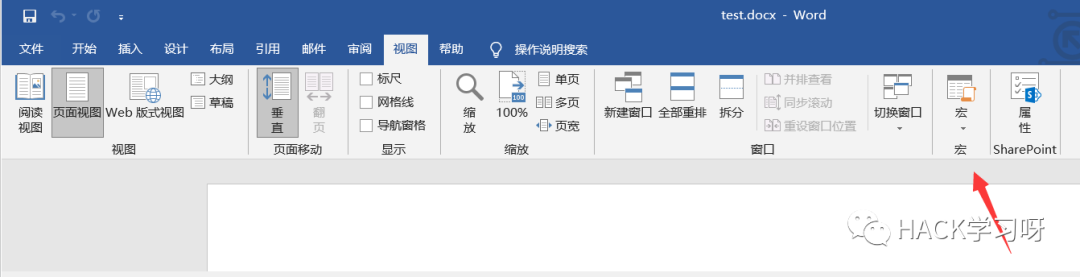 test.docx - Word
文件 开始 插入 设计 布局 引用 邮件 审阅 视图 帮助 操作说明搜索
阅读视图 页面视图 Web 版式视图 大纲 草稿
视图
垂直 翻页
页面移动
标尺
网格线
导航窗格
显示
缩放 100 100% 单页 多页 页宽
缩放
新建窗口 全部重排 拆分 并排查看 同步滚动 重设窗口位置 切换窗口
窗口
宏
宏
属性
SharePoint
HACK学习呀